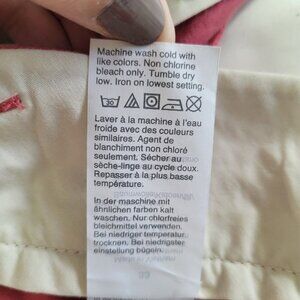 Machine wash cold with
like colors. Non chlorine
bleach only. Tumble dry
low. Iron on lowest setting.
Laver à la machine à l'eau
froide avec des couleurs
similaires. Agent de
blanchiment non chloré
seulement. Sécher au
sèche-linge au cycle doux.
Repasser à la plus basse
température.
In der maschine mit
ähnlichen farben kalt
waschen. Nur chlorfreies
bleichmittel verwenden.
Bei niedriger temperatur
trocknen. Bei niedriger
einstellung bügeln.